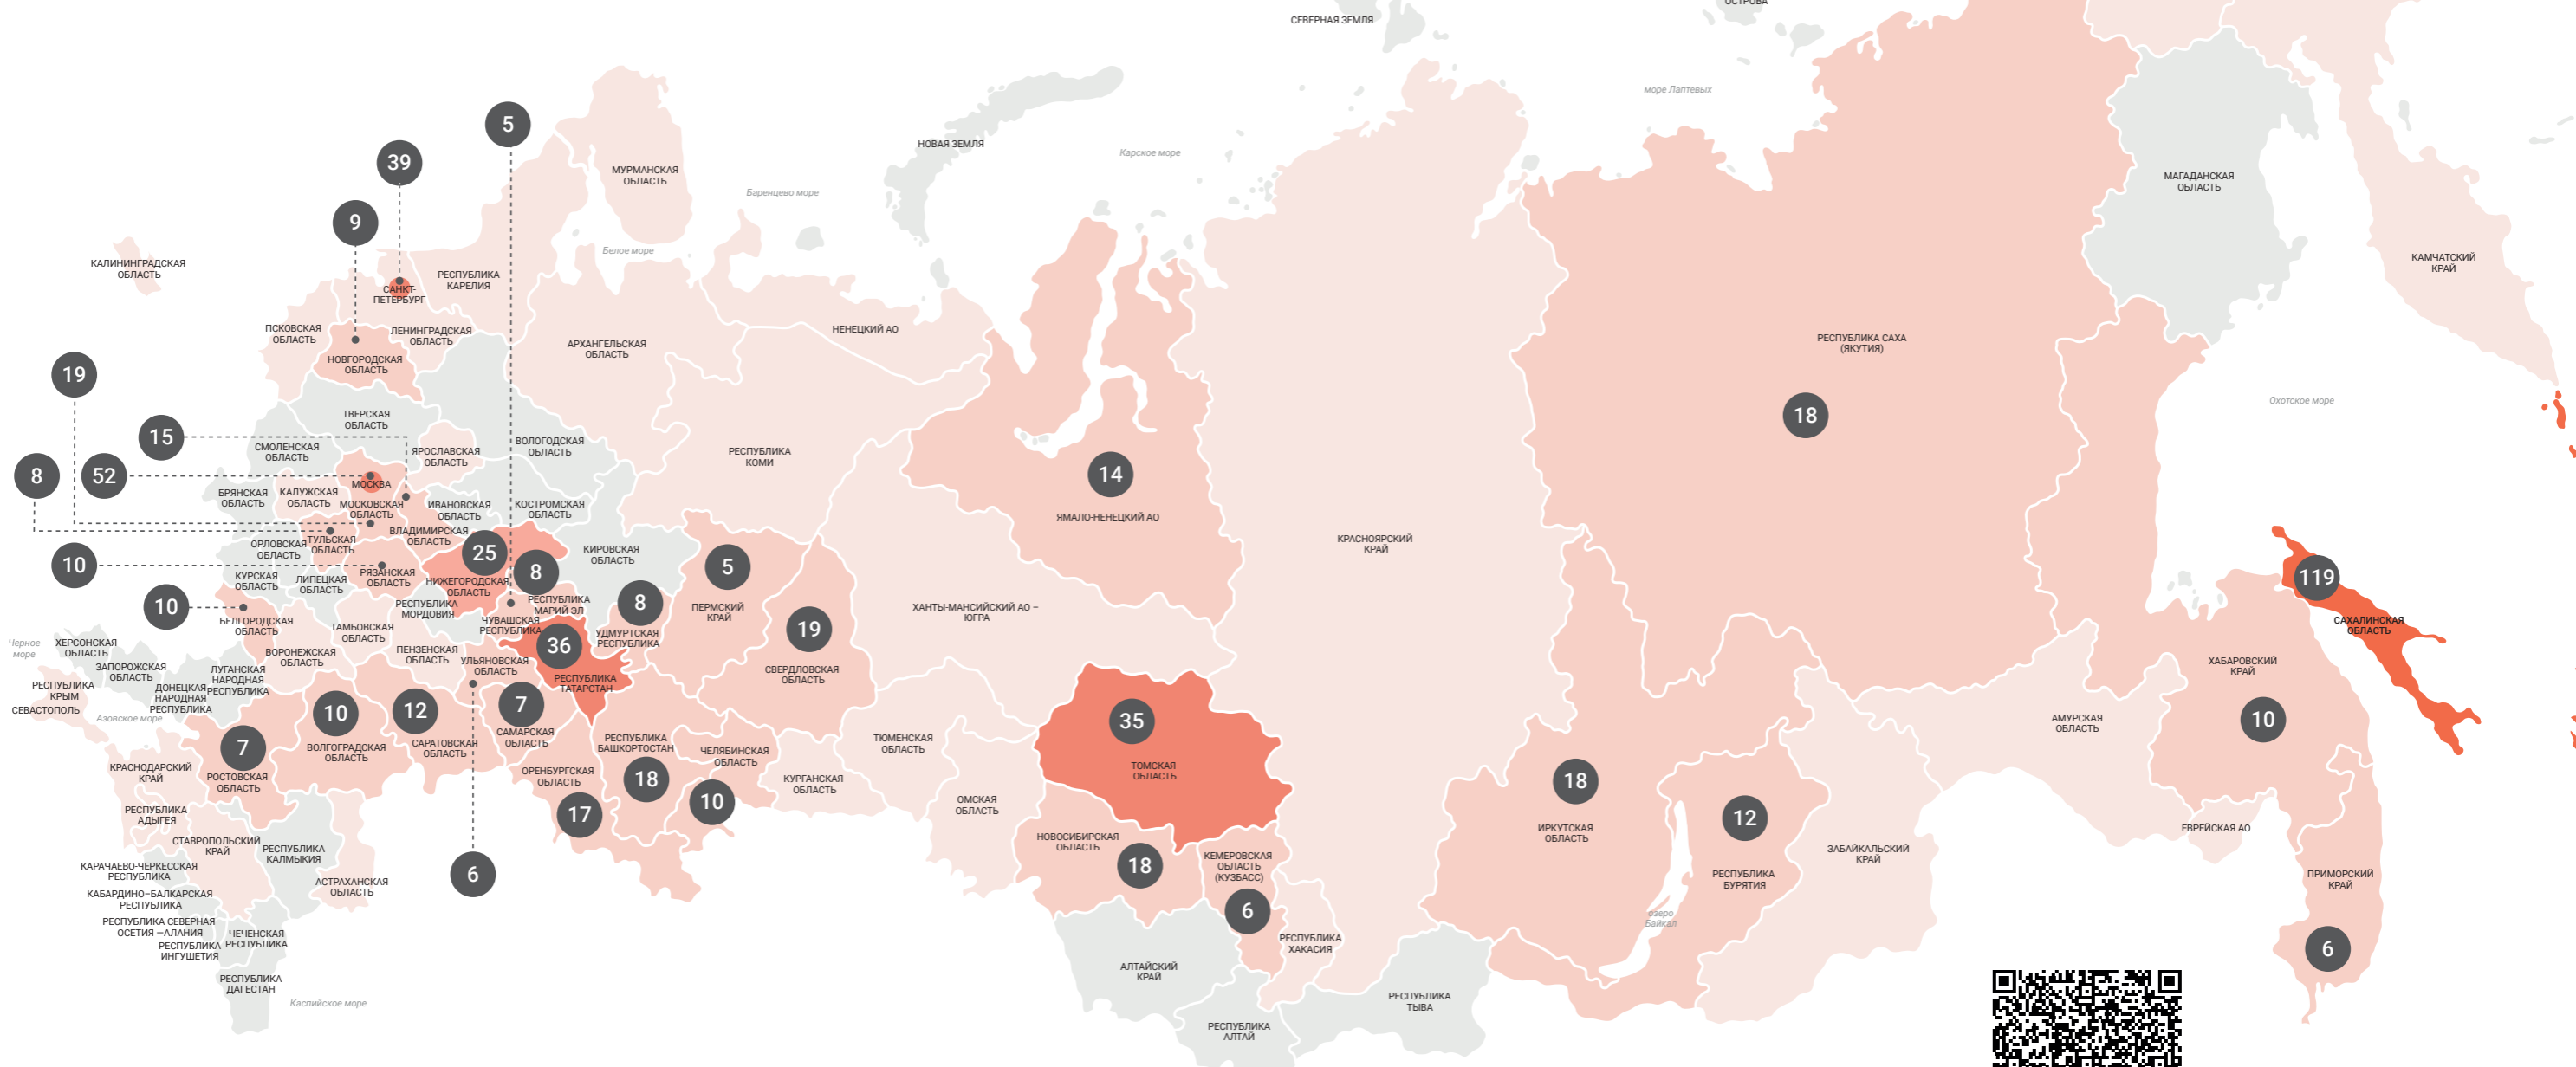 ОСТРОВА
СЕВЕРНАЯ ЗЕМЛЯ
море Лаптевых
5
НОВАЯ ЗЕМЛЯ
Карское море
39
МУРМАНСКАЯ
ОБЛАСТЬ
Баренцево море
МАГАДАНСКАЯ
ОБЛАСТЬ
9
Белое море
КАЛИНИНГРАДСКАЯ
ОБЛАСТЬ
РЕСПУБЛИКА
КАРЕЛИЯ
КАМЧАТСКИЙ
КРАЙ
САНКТ-
ПЕТЕРБУРГ
ПСКОВСКАЯ
ОБЛАСТЬ
ЛЕНИНГРАДСКАЯ
ОБЛАСТЬ
НЕНЕЦКИЙ АО
АРХАНГЕЛЬСКАЯ
ОБЛАСТЬ
РЕСПУБЛИКА САХА
(ЯКУТИЯ)
НОВГОРОДСКАЯ
ОБЛАСТЬ
19
Охотское море
ТВЕРСКАЯ
ОБЛАСТЬ
18
15
СМОЛЕНСКАЯ
ОБЛАСТЬ
ЯРОСЛАВСКАЯ
ОБЛАСТЬ
ВОЛОГОДСКАЯ
ОБЛАСТЬ
РЕСПУБЛИКА
КОМИ
8
52
14
МОСКВА
БРЯНСКАЯ
ОБЛАСТЬ
КАЛУЖСКАЯ
ОБЛАСТЬ
МОСКОВСКАЯ
ОБЛАСТЬ
ИВАНОВСКАЯ
ОБЛАСТЬ
КОСТРОМСКАЯ
ОБЛАСТЬ
ЯМАЛО-НЕНЕЦКИЙ АО
ВЛАДИМИРСКАЯ
ОБЛАСТЬ
ОРЛОВСКАЯ
ОБЛАСТЬ
ТУЛЬСКАЯ
ОБЛАСТЬ
25
КИРОВСКАЯ
ОБЛАСТЬ
КРАСНОЯРСКИЙ
КРАЙ
10
8
5
119
КУРСКАЯ
ОБЛАСТЬ
ЛИПЕЦКАЯ
ОБЛАСТЬ
РЯЗАНСКАЯ
ОБЛАСТЬ
НИЖЕГОРОДСКАЯ
ОБЛАСТЬ
10
РЕСПУБЛИКА
МОРДОВИЯ
РЕСПУБЛИКА
МАРИЙ ЭЛ
8
ПЕРМСКИЙ
КРАЙ
ХАНТЫ-МАНСИЙСКИЙ АО –
ЮГРА
БЕЛГОРОДСКАЯ
ОБЛАСТЬ
ТАМБОВСКАЯ
ОБЛАСТЬ
ЧУВАШСКАЯ
РЕСПУБЛИКА
УДМУРТСКАЯ
РЕСПУБЛИКА
19
САХАЛИНСКАЯ
ОБЛАСТЬ
Черное
море
ХЕРСОНСКАЯ
ОБЛАСТЬ
ВОРОНЕЖСКАЯ
ОБЛАСТЬ
ПЕНЗЕНСКАЯ
ОБЛАСТЬ
36
ЗАПОРОЖСКАЯ
ОБЛАСТЬ
ЛУГАНСКАЯ
НАРОДНАЯ
РЕСПУБЛИКА
УЛЬЯНОВСКАЯ
ОБЛАСТЬ
СВЕРДЛОВСКАЯ
ОБЛАСТЬ
ХАБАРОВСКИЙ
КРАЙ
РЕСПУБЛИКА
ТАТАРСТАН
РЕСПУБЛИКА
КРЫМ
ДОНЕЦКАЯ
НАРОДНАЯ
РЕСПУБЛИКА
СЕВАСТОПОЛЬ
Азовское море
10
12
7
35
АМУРСКАЯ
ОБЛАСТЬ
10
7
ВОЛГОГРАДСКАЯ
ОБЛАСТЬ
САРАТОВСКАЯ
ОБЛАСТЬ
САМАРСКАЯ
ОБЛАСТЬ
РЕСПУБЛИКА
БАШКОРТОСТАН
ЧЕЛЯБИНСКАЯ
ОБЛАСТЬ
ТЮМЕНСКАЯ
ОБЛАСТЬ
КРАСНОДАРСКИЙ
КРАЙ
РОСТОВСКАЯ
ОБЛАСТЬ
ОРЕНБУРГСКАЯ
ОБЛАСТЬ
18
КУРГАНСКАЯ
ОБЛАСТЬ
ТОМСКАЯ
ОБЛАСТЬ
18
РЕСПУБЛИКА
АДЫГЕЯ
17
10
ОМСКАЯ
ОБЛАСТЬ
12
СТАВРОПОЛЬСКИЙ
КРАЙ
РЕСПУБЛИКА
КАЛМЫКИЯ
НОВОСИБИРСКАЯ
ОБЛАСТЬ
ИРКУТСКАЯ
ОБЛАСТЬ
ЕВРЕЙСКАЯ АО
КАРАЧАЕВО-ЧЕРКЕССКАЯ
РЕСПУБЛИКА
6
18
КЕМЕРОВСКАЯ
ОБЛАСТЬ
(КУЗБАСС)
ЗАБАЙКАЛЬСКИЙ
КРАЙ
КАБАРДИНО–БАЛКАРСКАЯ
РЕСПУБЛИКА
АСТРАХАНСКАЯ
ОБЛАСТЬ
РЕСПУБЛИКА
БУРЯТИЯ
ПРИМОРСКИЙ
КРАЙ
РЕСПУБЛИКА СЕВЕРНАЯ
ОСЕТИЯ —АЛАНИЯ
6
озеро
Байкал
РЕСПУБЛИКА
ИНГУШЕТИЯ
ЧЕЧЕНСКАЯ
РЕСПУБЛИКА
РЕСПУБЛИКА
ХАКАСИЯ
6
РЕСПУБЛИКА
ДАГЕСТАН
Каспийское море
АЛТАЙСКИЙ
КРАЙ
РЕСПУБЛИКА
ТЫВА
РЕСПУБЛИКА
АЛТАЙ